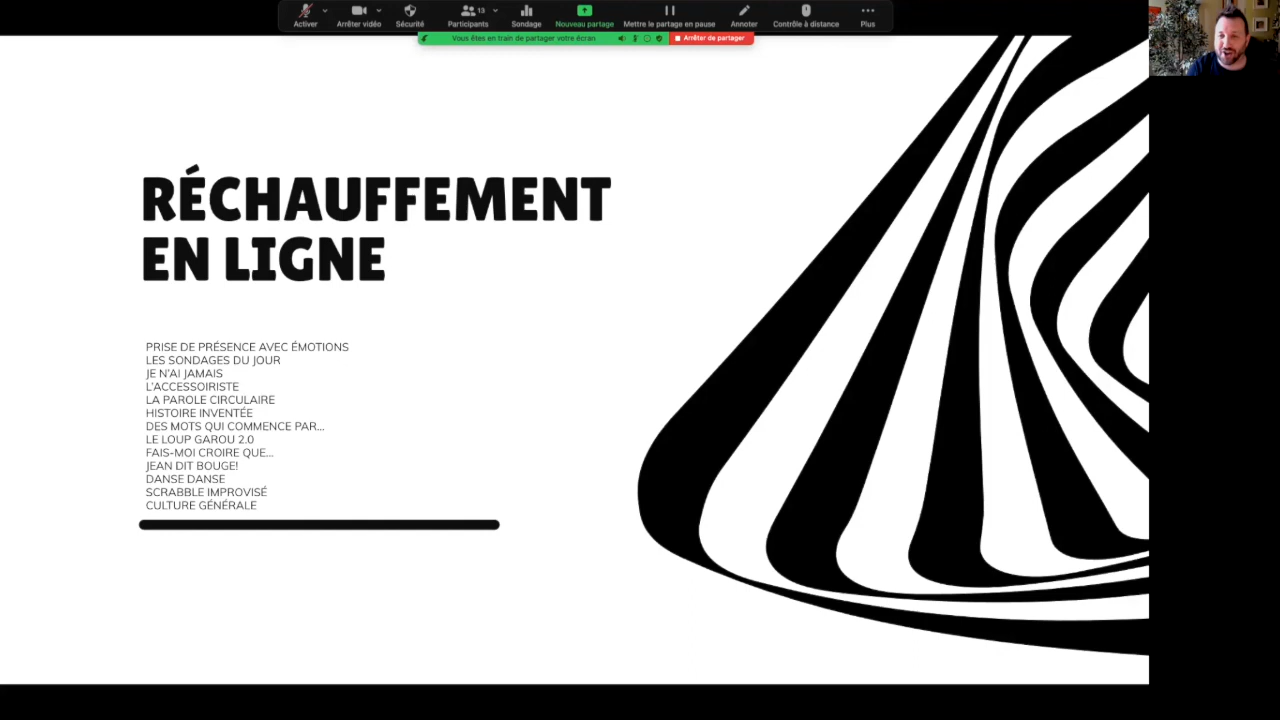 Activer
Arrêter vidéo
Sécurité
Participants 13
Sondage
Nouveau partage
Mettre le partage en pause
Annoter
Contrôle à distance
Plus
Vous êtes en train de partager votre écran
Arrêter de partager
RÉCHAUFFEMENT
EN LIGNE
PRISE DE PRÉSENCE AVEC ÉMOTIONS
LES SONDAGES DU JOUR
JE N'AI JAMAIS
L'ACCESSOIRISTE
LA PAROLE CIRCULAIRE
HISTOIRE INVENTÉE
DES MOTS QUI COMMENCE PAR...
LE LOUP GAROU 2.0
FAIS-MOI CROIRE QUE...
JEAN DIT BOUGE!
DANSE DANSE
SCRABBLE IMPROVISÉ
CULTURE GÉNÉRALE